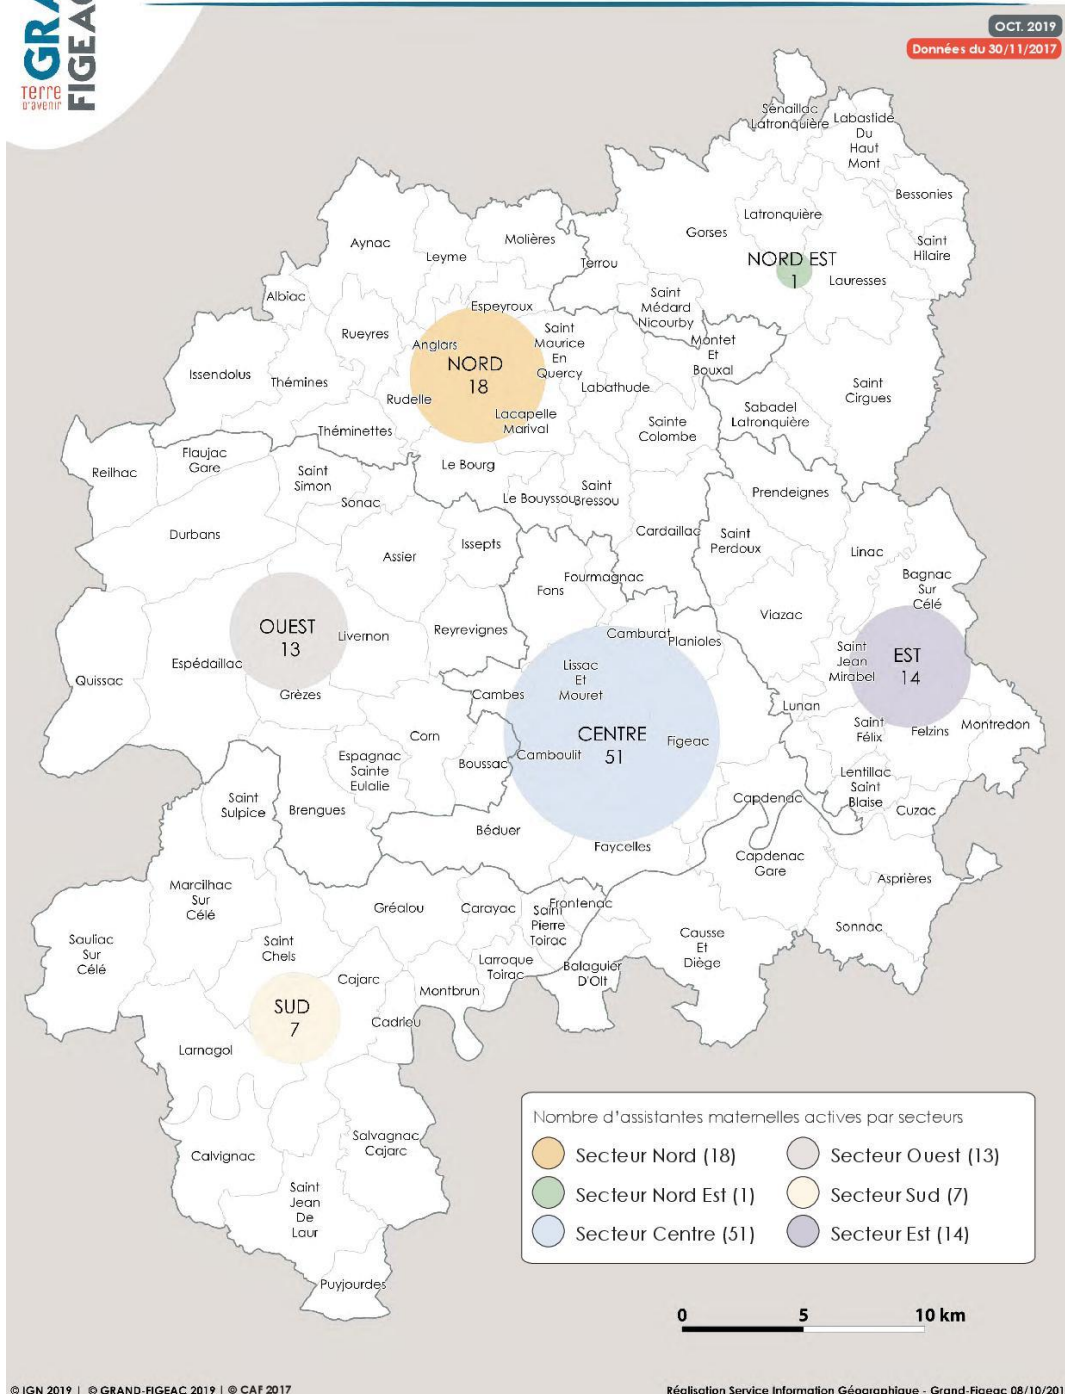 GRA
FIGEAC
Terre
d'avenir
OCT. 2019
Données du 30/11/2017
Sénaillac
Latronquière
Labastide
Du
Haut
Mont
Bessonies
Latronquière
Gorses
Saint
Hilaire
Aynac
Leyme
Molières
Terrou
NORD EST
1
Lauresses
Albiac
Espeyroux
Saint
Médard
Nicourby
Rueyres
Anglars
Saint
Maurice
En
Quercy
Montet
Et
Bouxal
NORD
18
Issendolus
Thémines
Labathude
Saint
Cirgues
Rudelle
Lacapelle
Marival
Sabadel
Latronquière
Théminettes
Sainte
Colombe
Reilhac
Flaujac
Gare
Saint
Simon
Le Bourg
Sonac
Le Bouyssou
Saint
Bressou
Prendeignes
Durbans
Assier
Issepts
Cardaillac
Saint
Perdoux
Linac
Fons
Fourmagnac
Bagnac
Sur
Célé
Viazac
OUEST
13
Livernon
Reyrevignes
Camburat
Planioles
Espédaillac
Lissac
Et
Mouret
Saint
Jean
Mirabel
EST
14
Quissac
Grèzes
Cambes
Lunan
Corn
Saint
Félix
Felzins
Montredon
CENTRE
51
Figeac
Espagnac
Sainte
Eulalie
Boussac
Camboulit
Lentillac
Saint
Blaise
Saint
Sulpice
Brengues
Capdenac
Cuzac
Béduer
Faycelles
Capdenac
Gare
Asprières
Marcilhac
Sur
Célé
Gréalou
Carayac
Saint
Pierre
Toirac
Frontenac
Sonnac
Sauliac
Sur
Célé
Saint
Chels
Causse
Et
Diège
Larroque
Toirac
Balaguier
D'Olt
Cajarc
Montbrun
SUD
7
Cadrieu
Larnagol
Calvignac
Salvagnac
Cajarc
Saint
Jean
De
Laur
Puyjourdes
Nombre d'assistantes maternelles actives par secteurs
Secteur Nord (18)
Secteur Ouest (13)
Secteur Nord Est (1)
Secteur Sud (7)
Secteur Centre (51)
Secteur Est (14)
0 5 10 km
© IGN 2019 | © GRAND-FIGEAC 2019 | © CAF 2017
Réalisation Service Information Géographique - Grand-Figeac 08/10/201